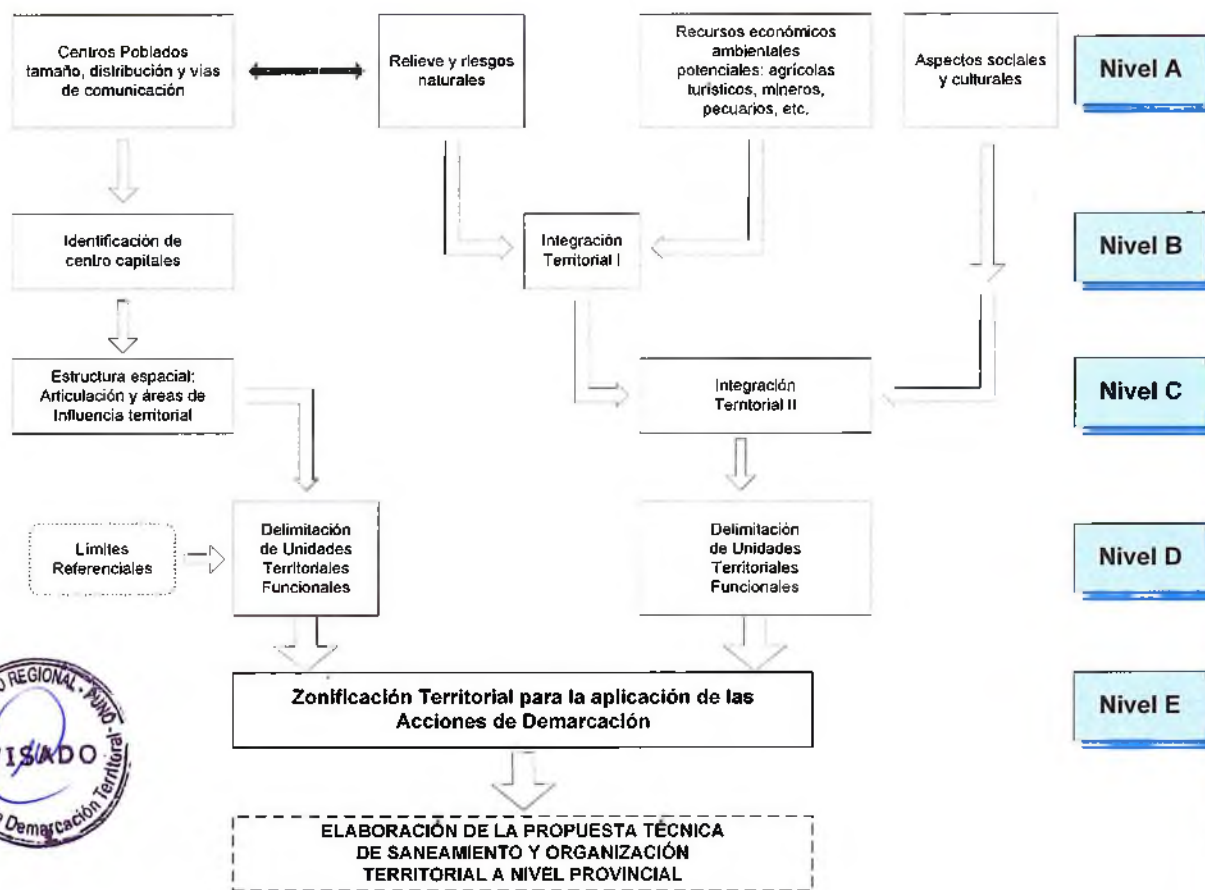 Centros Poblados
tamaño, distribución y vías
de comunicación
Relieve y riesgos
naturales
Recursos económicos
ambientales
potenciales: agrícolas
turísticos, mineros,
pecuarios, etc.
Aspectos sociales
y culturales
Nivel A
Identificación de
centro capitales
Integración
Territorial I
Nivel B
Estructura espacial:
Articulación y áreas de
Influencia territorial
Integración
Territorial II
Nivel C
Límites
Referenciales
Delimitación
de Unidades
Territoriales
Funcionales
Delimitación
de Unidades
Territoriales
Funcionales
Nivel D
Zonificación Territorial para la aplicación de las
Acciones de Demarcación
Nivel E
REGIONAL - PUNO
VISADO
Demarcación Territorial
ELABORACIÓN DE LA PROPUESTA TÉCNICA
DE SANEAMIENTO Y ORGANIZACIÓN
TERRITORIAL A NIVEL PROVINCIAL